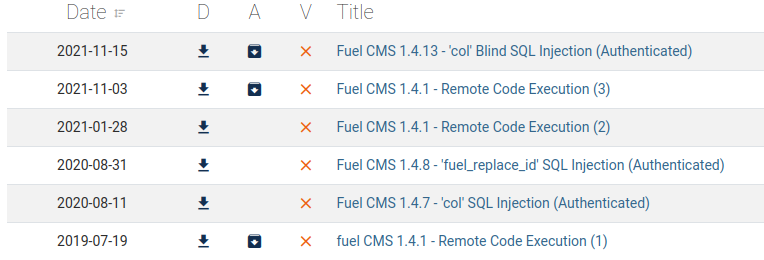 Date D A V Title
2021-11-15 Fuel CMS 1.4.13 - 'col' Blind SQL Injection (Authenticated)
2021-11-03 Fuel CMS 1.4.1 - Remote Code Execution (3)
2021-01-28 Fuel CMS 1.4.1 - Remote Code Execution (2)
2020-08-31 Fuel CMS 1.4.8 - 'fuel_replace_id' SQL Injection (Authenticated)
2020-08-11 Fuel CMS 1.4.7 - 'col' SQL Injection (Authenticated)
2019-07-19 fuel CMS 1.4.1 - Remote Code Execution (1)